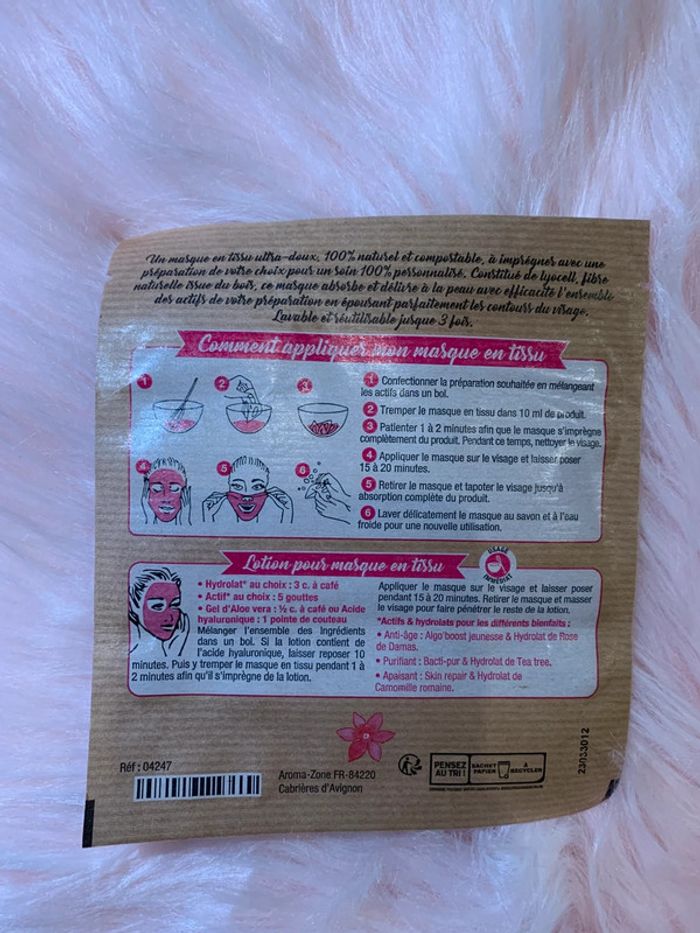 Un masque en tissu ultra-doux, 100% naturel et compostable, à imprégner avec une
préparation de votre choix pour un soin 100% personnalisé. Constitué de lyocell, fibre
naturelle issue du bois, ce masque absorbe et délivre à la peau avec efficacité l'ensemble
des actifs de votre préparation en épousant parfaitement les contours du visage.
Lavable et réutilisable jusque 3 fois.
Comment appliquer mon masque en tissu
1
2
3
4
5
6
1 Confectionner la préparation souhaitée en mélangeant
les actifs dans un bol.
2 Tremper le masque en tissu dans 10 ml de produit.
3 Patienter 1 à 2 minutes afin que le masque s'imprègne
complètement du produit. Pendant ce temps, nettoyer le visage.
4 Appliquer le masque sur le visage et laisser poser
15 à 20 minutes.
5 Retirer le masque et tapoter le visage jusqu'à
absorption complète du produit.
6 Laver délicatement le masque au savon et à l'eau
froide pour une nouvelle utilisation.
Lotion pour masque en tissu
USAGE
IMMÉDIAT
• Hydrolat* au choix : 3 c. à café
• Actif* au choix : 5 gouttes
• Gel d'Aloe vera : ½ c. à café ou Acide
hyaluronique : 1 pointe de couteau
Mélanger l'ensemble des ingrédients
dans un bol. Si la lotion contient de
l'acide hyaluronique, laisser reposer 10
minutes. Puis y tremper le masque en tissu pendant 1 à
2 minutes afin qu'il s'imprègne de la lotion.
Appliquer le masque sur le visage et laisser poser
pendant 15 à 20 minutes. Retirer le masque et masser
le visage pour faire pénétrer le reste de la lotion.
*Actifs & hydrolats pour les différents bienfaits :
• Anti-âge : Algo'boost jeunesse & Hydrolat de Rose
de Damas.
• Purifiant : Bacti-pur & Hydrolat de Tea tree.
• Apaisant : Skin repair & Hydrolat de
Camomille romaine.
Réf : 04247
Aroma-Zone FR-84220
Cabrières d'Avignon
PENSEZ
AU TRI !
SACHET
PAPIER
À
RECYCLER